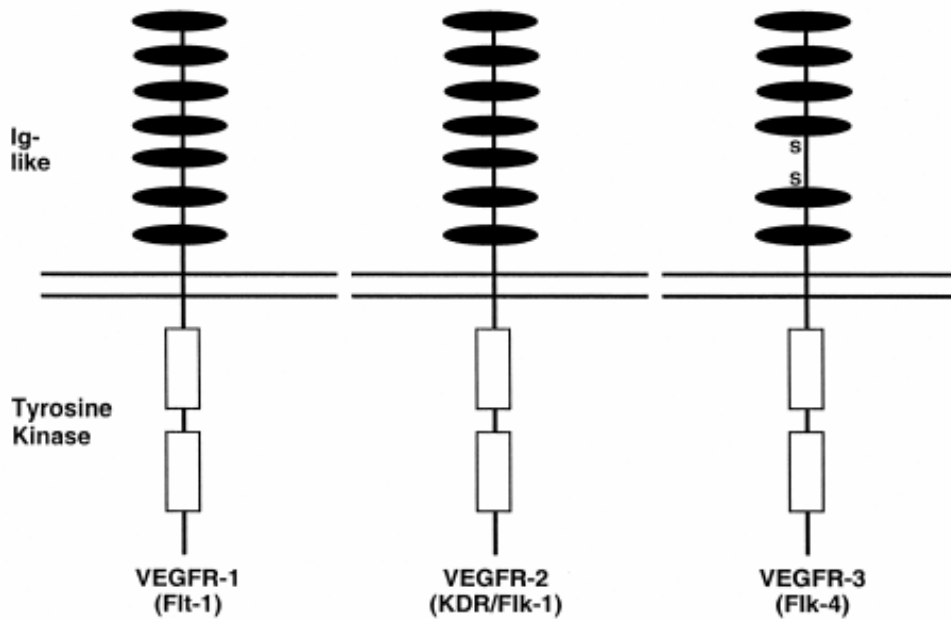 Ig-
like
s
s
Tyrosine
Kinase
VEGFR-1
(Flt-1)
VEGFR-2
(KDR/Flk-1)
VEGFR-3
(Flk-4)